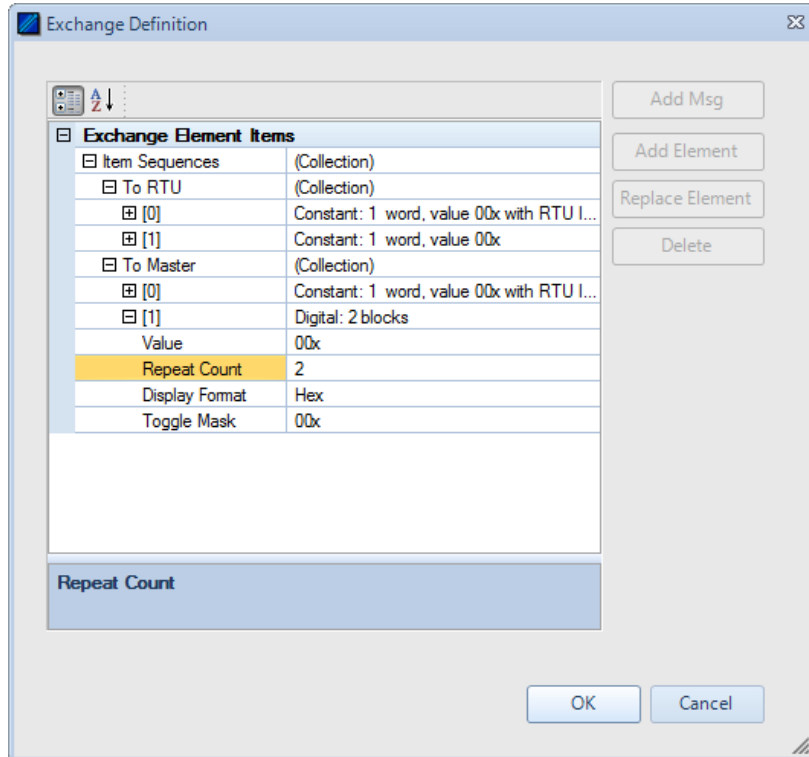 Exchange Definition
Add Msg
Exchange Element Items
Add Element
Item Sequences (Collection)
To RTU (Collection)
Replace Element
[0] Constant: 1 word, value 00x with RTU I...
[1] Constant: 1 word, value 00x
Delete
To Master (Collection)
[0] Constant: 1 word, value 00x with RTU I...
[1] Digital: 2 blocks
Value 00x
Repeat Count 2
Display Format Hex
Toggle Mask 00x
Repeat Count
OK Cancel